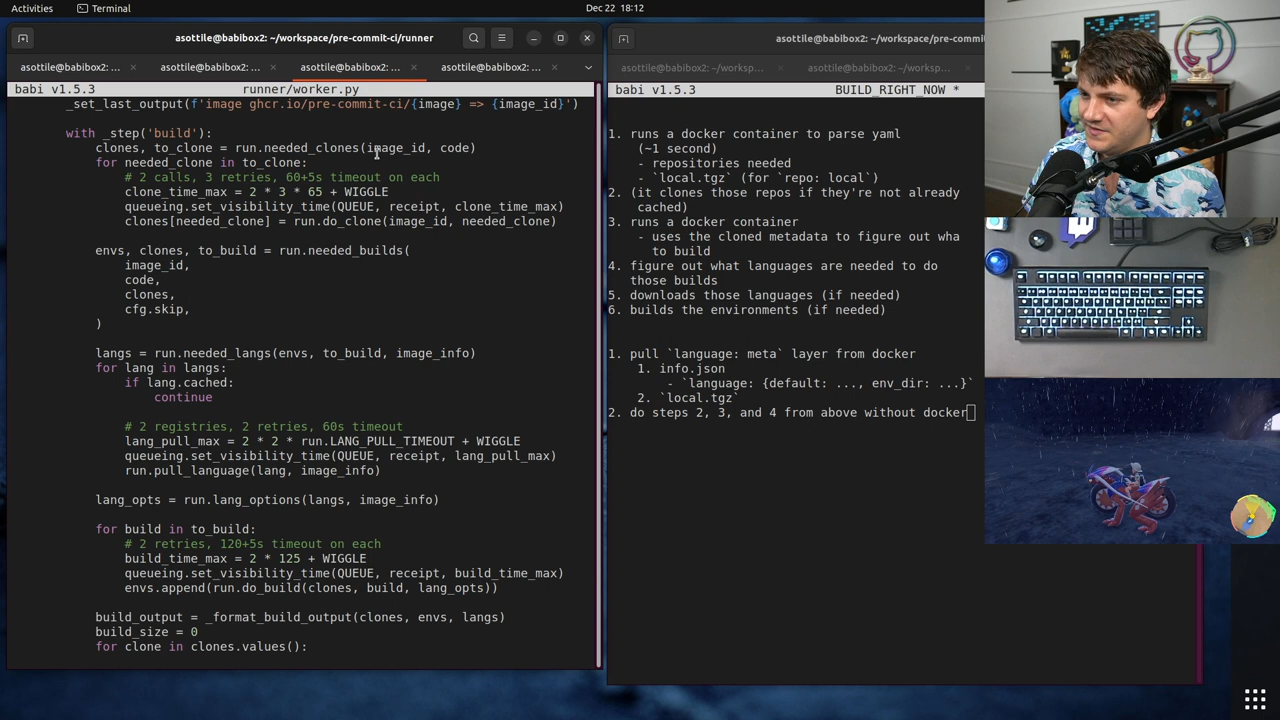 Activities
Terminal
Dec 22 18:12
asottile@babibox2: ~/workspace/pre-commit-ci/runner
asottile@babibox2: ...
asottile@babibox2: ...
asottile@babibox2: ...
asottile@babibox2: ...
babi v1.5.3 runner/worker.py
_set_last_output(f'image ghcr.io/pre-commit-ci/{image} => {image_id}')
with _step('build'):
clones, to_clone = run.needed_clones(image_id, code)
for needed_clone in to_clone:
# 2 calls, 3 retries, 60+5s timeout on each
clone_time_max = 2 * 3 * 65 + WIGGLE
queueing.set_visibility_time(QUEUE, receipt, clone_time_max)
clones[needed_clone] = run.do_clone(image_id, needed_clone)
envs, clones, to_build = run.needed_builds(
image_id,
code,
clones,
cfg.skip,
)
langs = run.needed_langs(envs, to_build, image_info)
for lang in langs:
if lang.cached:
continue
# 2 registries, 2 retries, 60s timeout
lang_pull_max = 2 * 2 * run.LANG_PULL_TIMEOUT + WIGGLE
queueing.set_visibility_time(QUEUE, receipt, lang_pull_max)
run.pull_language(lang, image_info)
lang_opts = run.lang_options(langs, image_info)
for build in to_build:
# 2 retries, 120+5s timeout on each
build_time_max = 2 * 125 + WIGGLE
queueing.set_visibility_time(QUEUE, receipt, build_time_max)
envs.append(run.do_build(clones, build, lang_opts))
build_output = _format_build_output(clones, envs, langs)
build_size = 0
for clone in clones.values():
asottile@babibox2: ~/workspace/pre-commit
asottile@babibox2: ~/worksp...
asottile@babibox2: ~/worksp...
babi v1.5.3 BUILD_RIGHT_NOW *
1. runs a docker container to parse yaml
(~1 second)
- repositories needed
- `local.tgz` (for `repo: local`)
2. (it clones those repos if they're not already
cached)
3. runs a docker container
- uses the cloned metadata to figure out wha
to build
4. figure out what languages are needed to do
those builds
5. downloads those languages (if needed)
6. builds the environments (if needed)
1. pull `language: meta` layer from docker
1. info.json
- `language: {default: ..., env_dir: ...}`
2. `local.tgz`
2. do steps 2, 3, and 4 from above without docker